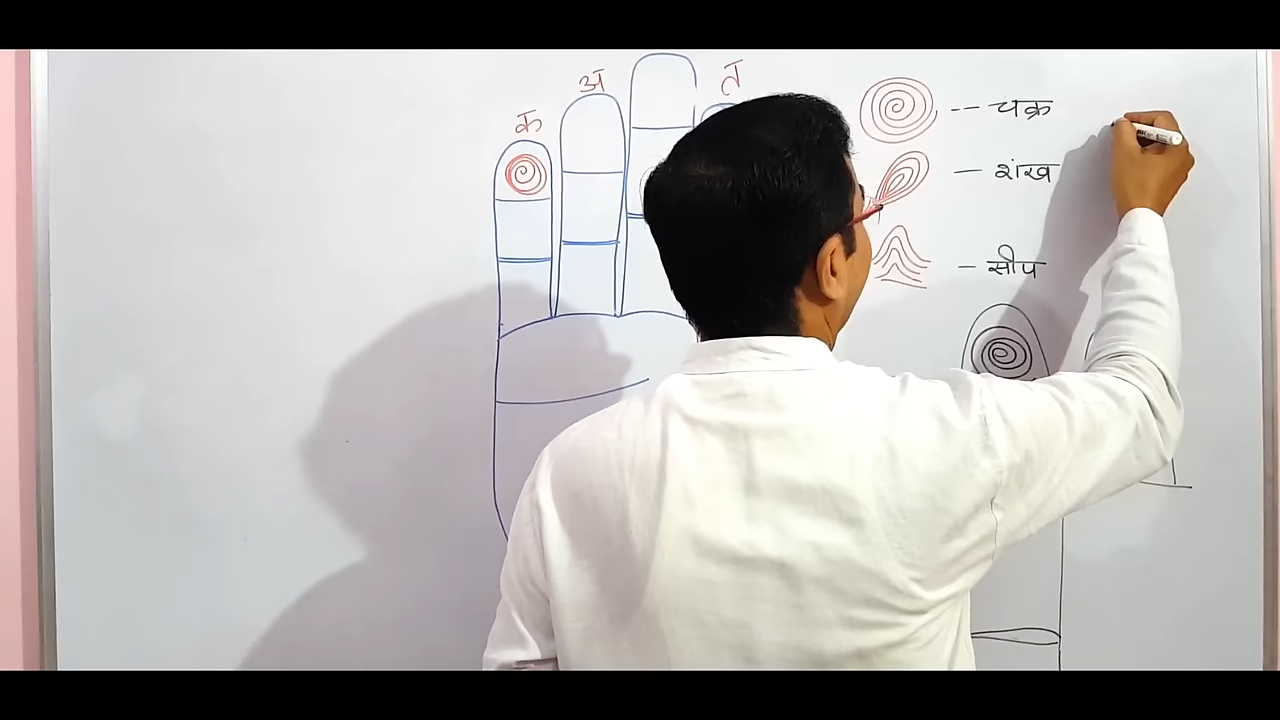 क
अ
त
-- चक्र
- शंख
- सीप